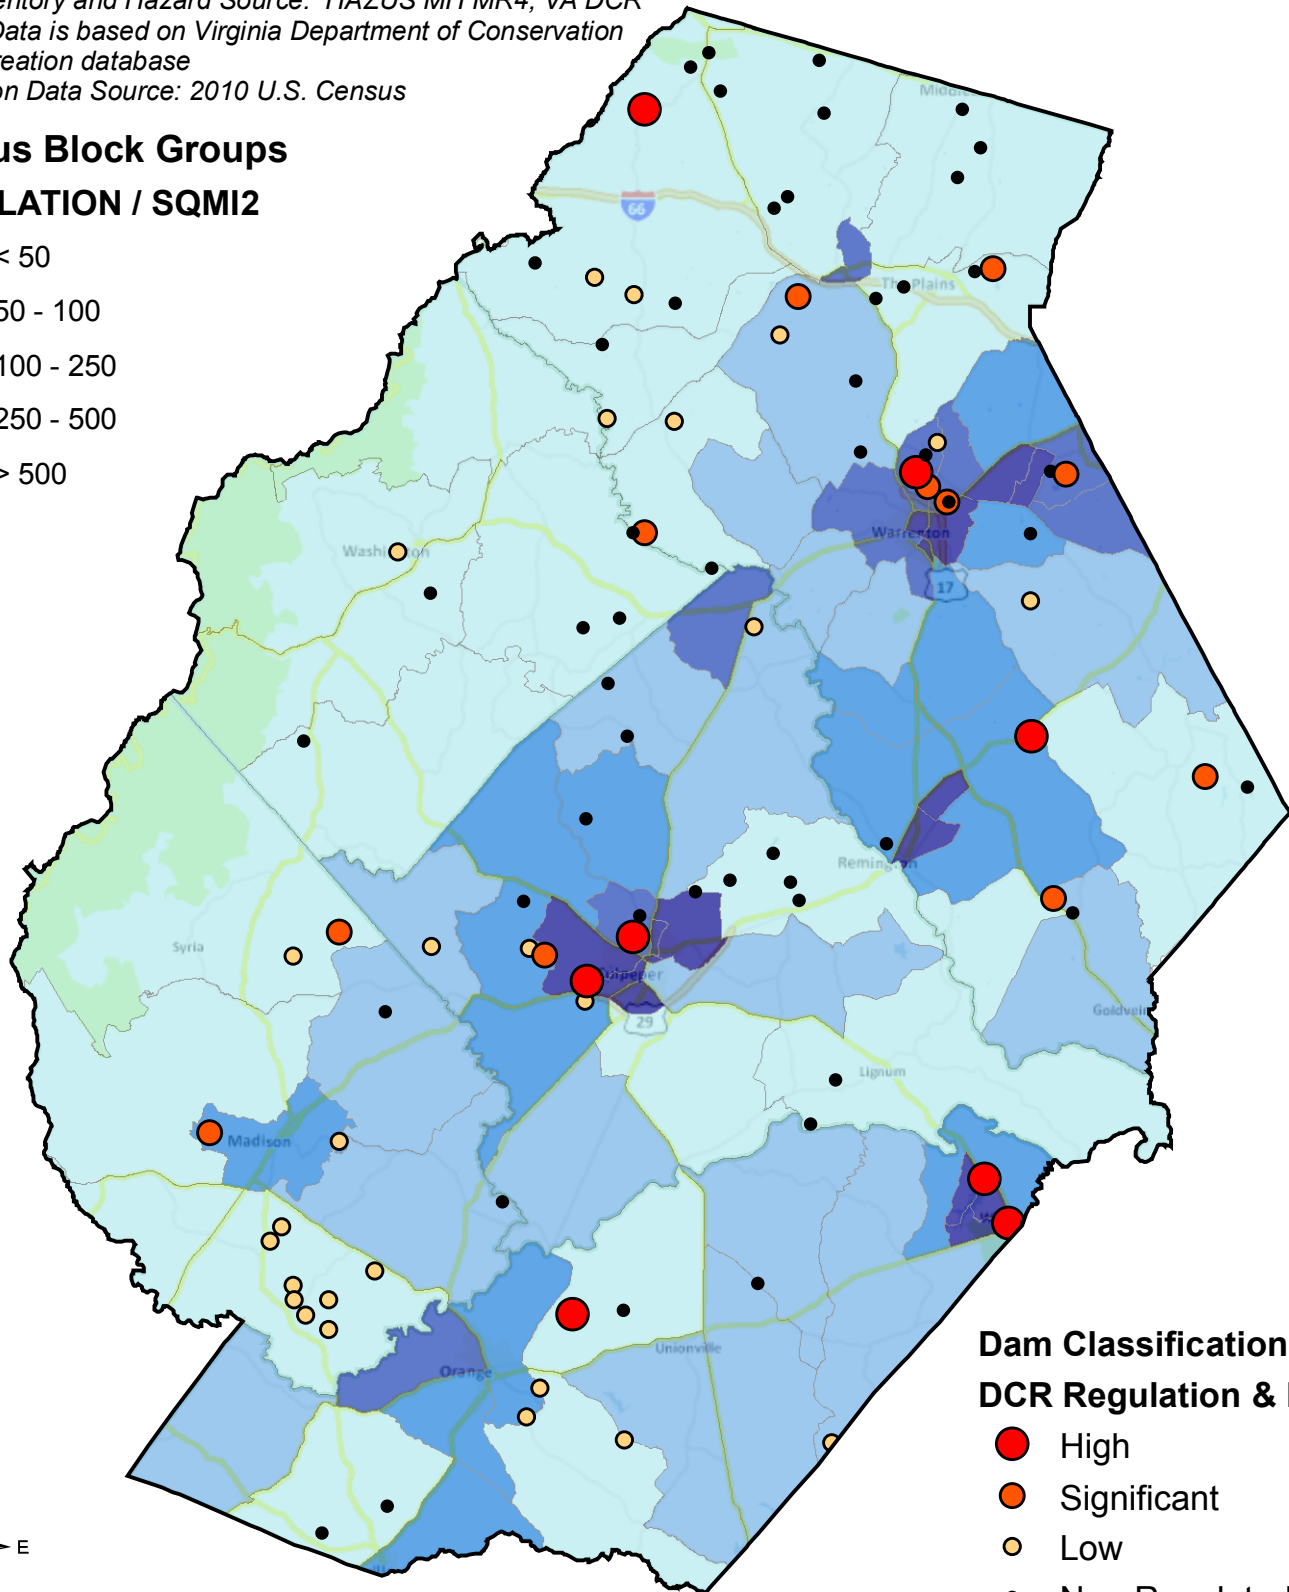 entory and Hazard Source: HAZUS MH MR4, VA DCR
Data is based on Virginia Department of Conservation
reation database
on Data Source: 2010 U.S. Census
us Block Groups
LATION / SQMI2
< 50
50 - 100
100 - 250
250 - 500
> 500
66
The Plains
Warrenton
17
Washington
Remington
Syria
Culpeper
29
Goldvein
Lignum
Madison
Unionville
Orange
Dam Classification
DCR Regulation &
High
Significant
Low
E